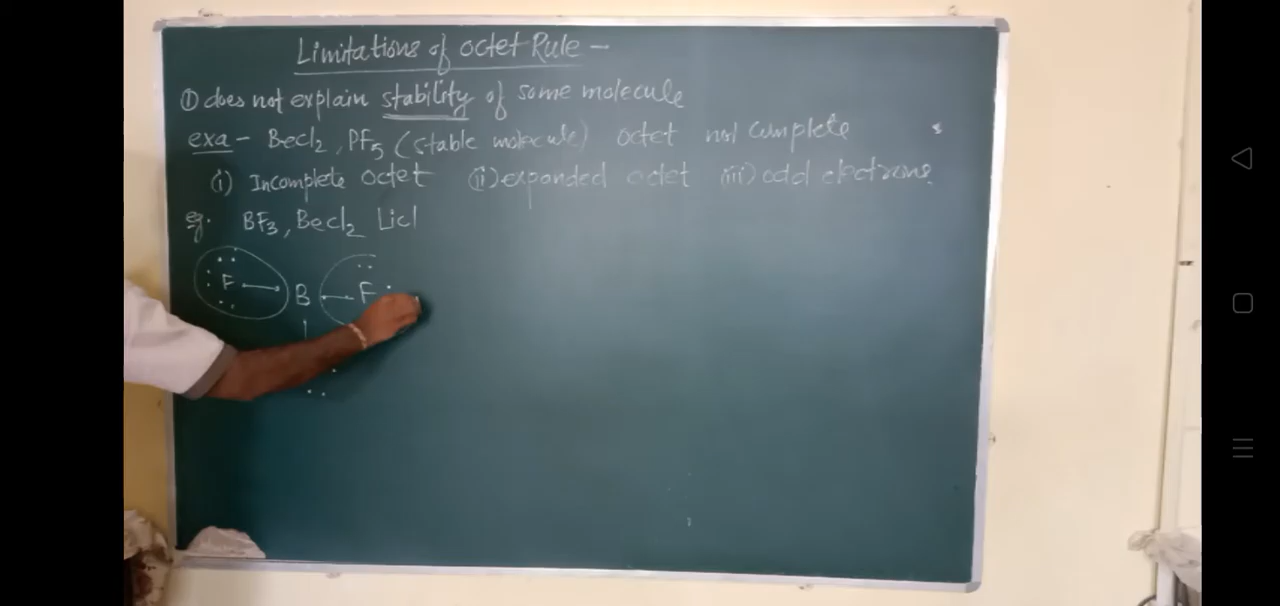 Limitations of octet Rule -
① does not explain stability of some molecule
exa - Becl2, PF5 (stable molecule) octet not complete
(i) Incomplete octet (ii) expanded octet (iii) odd electrons
eg. BF3, Becl2 Licl
F B F